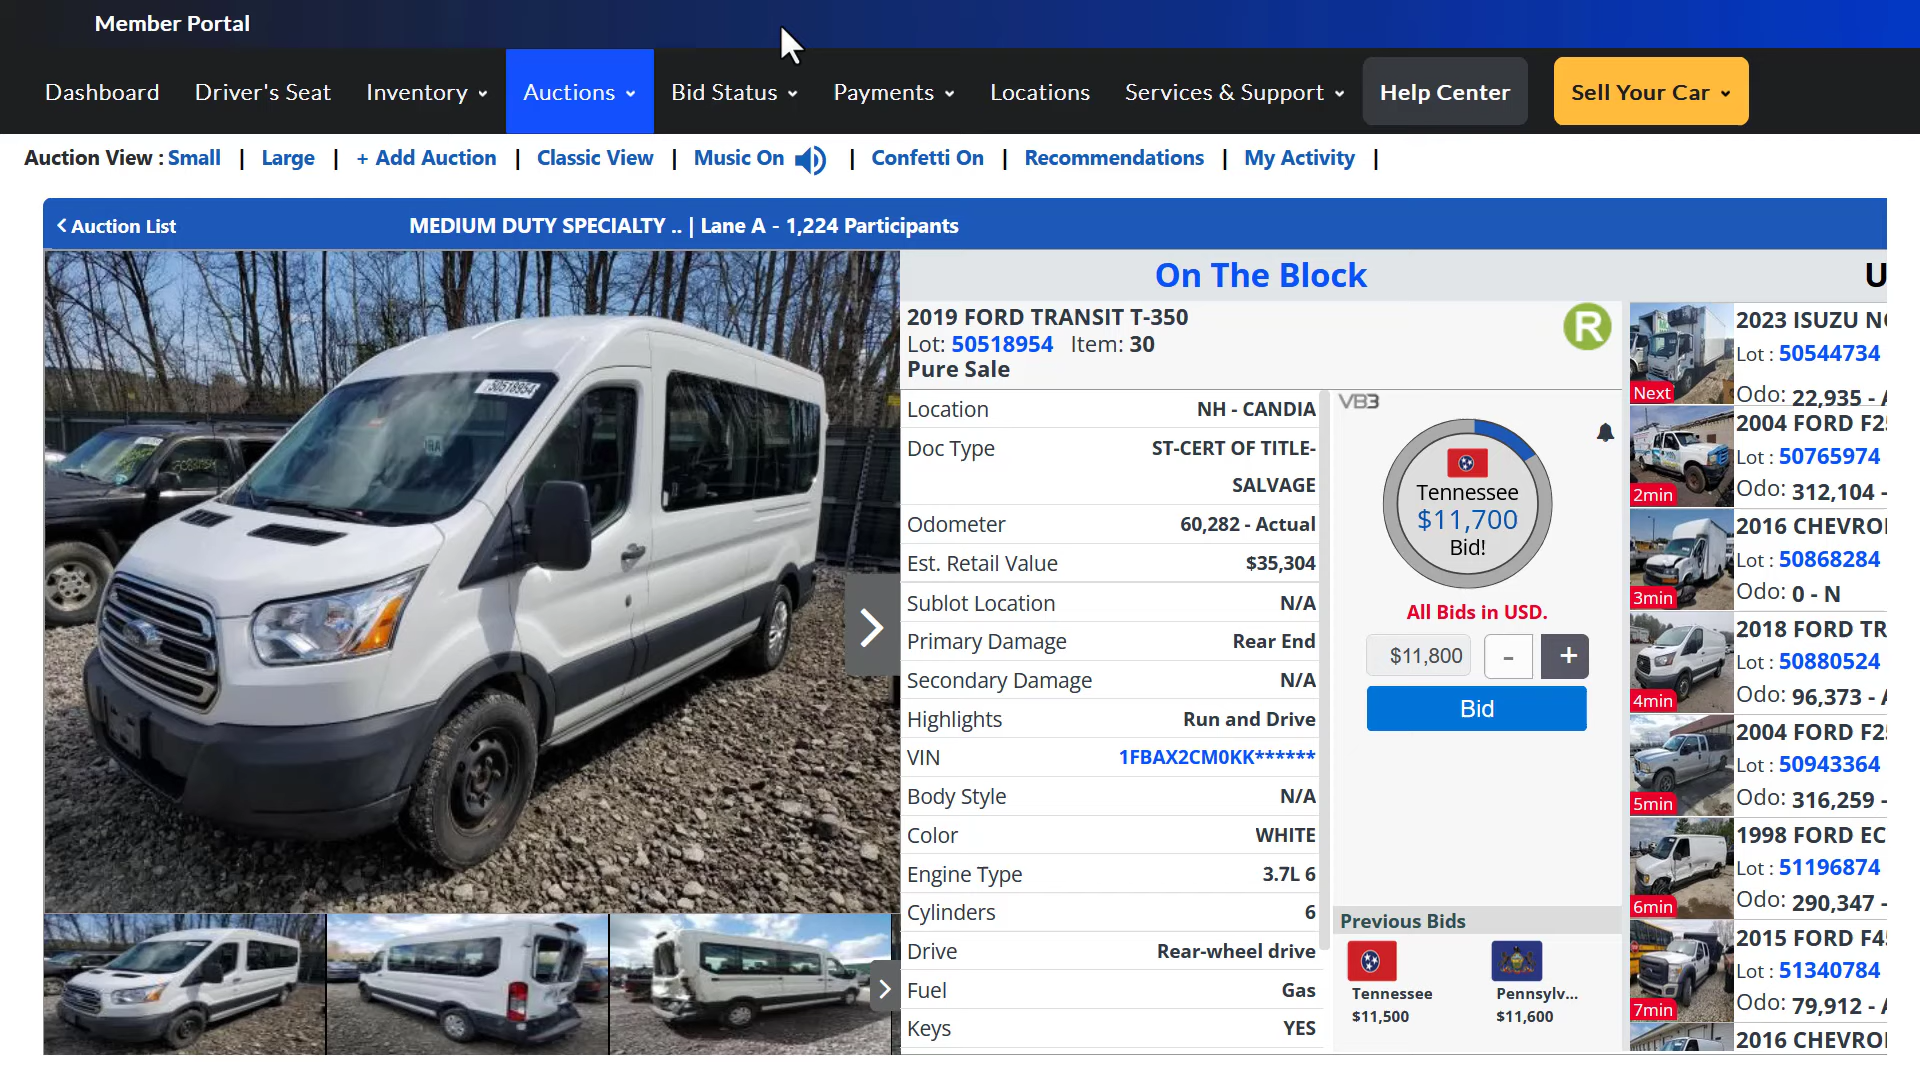 Member Portal
Dashboard Driver's Seat Inventory Auctions Bid Status Payments Locations Services & Support Help Center Sell Your Car
Auction View : Small | Large | + Add Auction | Classic View | Music On | Confetti On | Recommendations | My Activity |
Auction List MEDIUM DUTY SPECIALTY .. | Lane A - 1,224 Participants
On The Block
2019 FORD TRANSIT T-350
Lot: 50518954 Item: 30
Pure Sale
R
Location NH - CANDIA
Doc Type ST-CERT OF TITLE-
SALVAGE
Odometer 60,282 - Actual
Est. Retail Value $35,304
Sublot Location N/A
Primary Damage Rear End
Secondary Damage N/A
Highlights Run and Drive
VIN 1FBAX2CM0KK******
Body Style N/A
Color WHITE
Engine Type 3.7L 6
Cylinders 6
Drive Rear-wheel drive
Fuel Gas
Keys YES
VB3
Tennessee
$11,700
Bid!
All Bids in USD.
$11,800 - +
Bid
Previous Bids
Tennessee
$11,500
Pennsylv...
$11,600
U
2023 ISUZU N
Lot : 50544734
Odo: 22,935 - A
Next
2004 FORD F25
Lot : 50765974
Odo: 312,104 -
2min
2016 CHEVROL
Lot : 50868284
Odo: 0 - N
3min
2018 FORD TR
Lot : 50880524
Odo: 96,373 - A
4min
2004 FORD F25
Lot : 50943364
Odo: 316,259 -
5min
1998 FORD EC
Lot : 51196874
Odo: 290,347 -
6min
2015 FORD F45
Lot : 51340784
Odo: 79,912 - A
7min
2016 CHEVROL
50518954